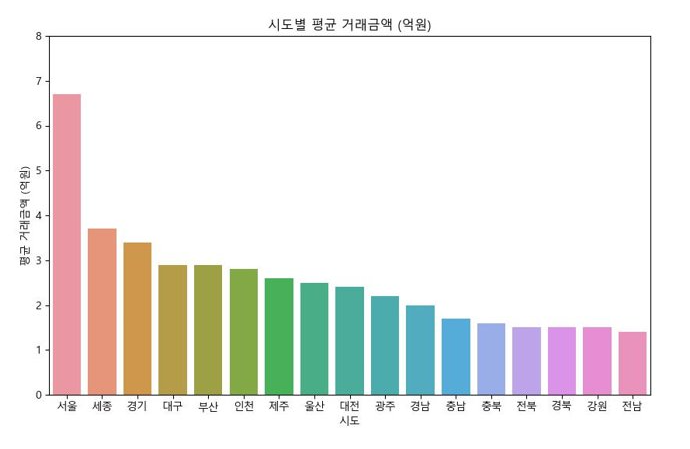 시도별 평균 거래금액 (억원)
8
7
6
5
4
3
2
1
0
평균 거래금액 (억원)
서울 세종 경기 대구 부산 인천 제주 울산 대전 광주 경남 충남 충북 전북 경북 강원 전남
시도